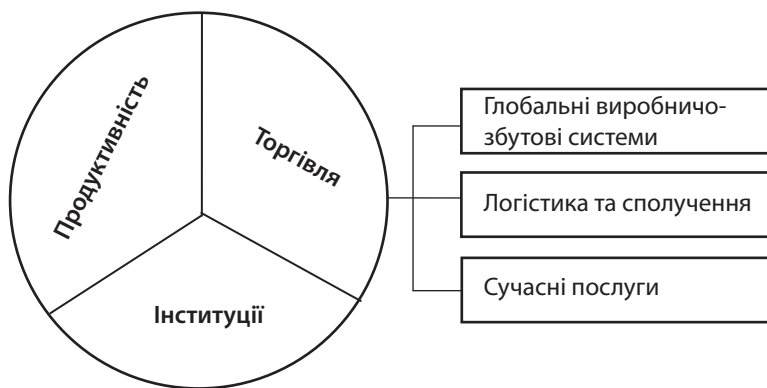 Продуктивність
Торгівля
Інституції
Глобальні виробничо-
збутові системи
Логістика та сполучення
Сучасні послуги